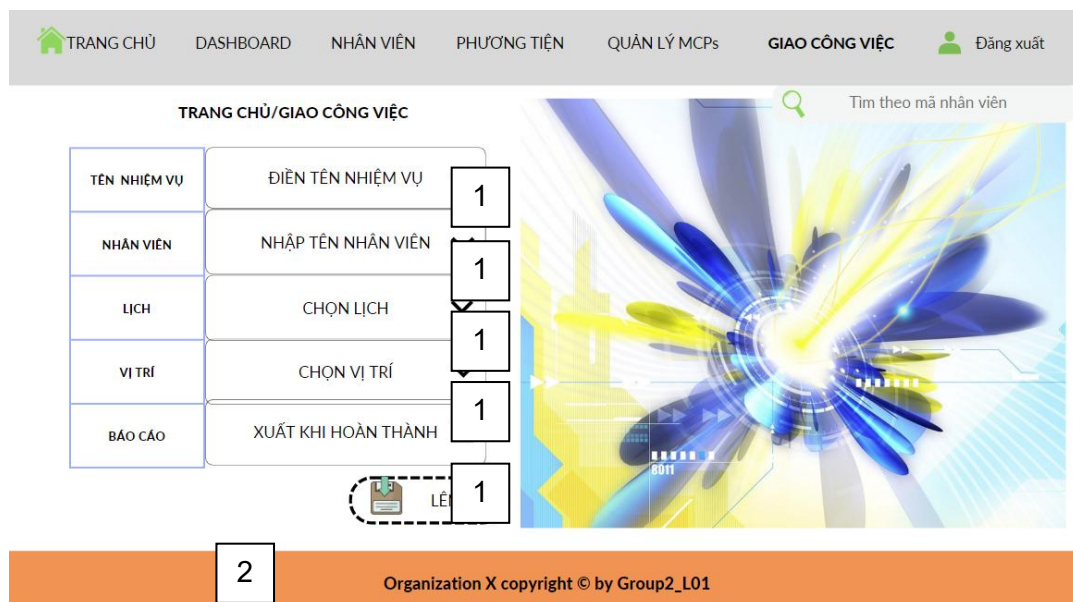 TRANG CHỦ DASHBOARD NHÂN VIÊN PHƯƠNG TIỆN QUẢN LÝ MCPs GIAO CÔNG VIỆC Đăng xuất
Tìm theo mã nhân viên
TRANG CHỦ/GIAO CÔNG VIỆC
TÊN NHIỆM VỤ ĐIỀN TÊN NHIỆM VỤ 1
NHÂN VIÊN NHẬP TÊN NHÂN VIÊN 1
LỊCH CHỌN LỊCH 1
VỊ TRÍ CHỌN VỊ TRÍ 1
BÁO CÁO XUẤT KHI HOÀN THÀNH
8011
1
2
Organization X copyright © by Group2_L01